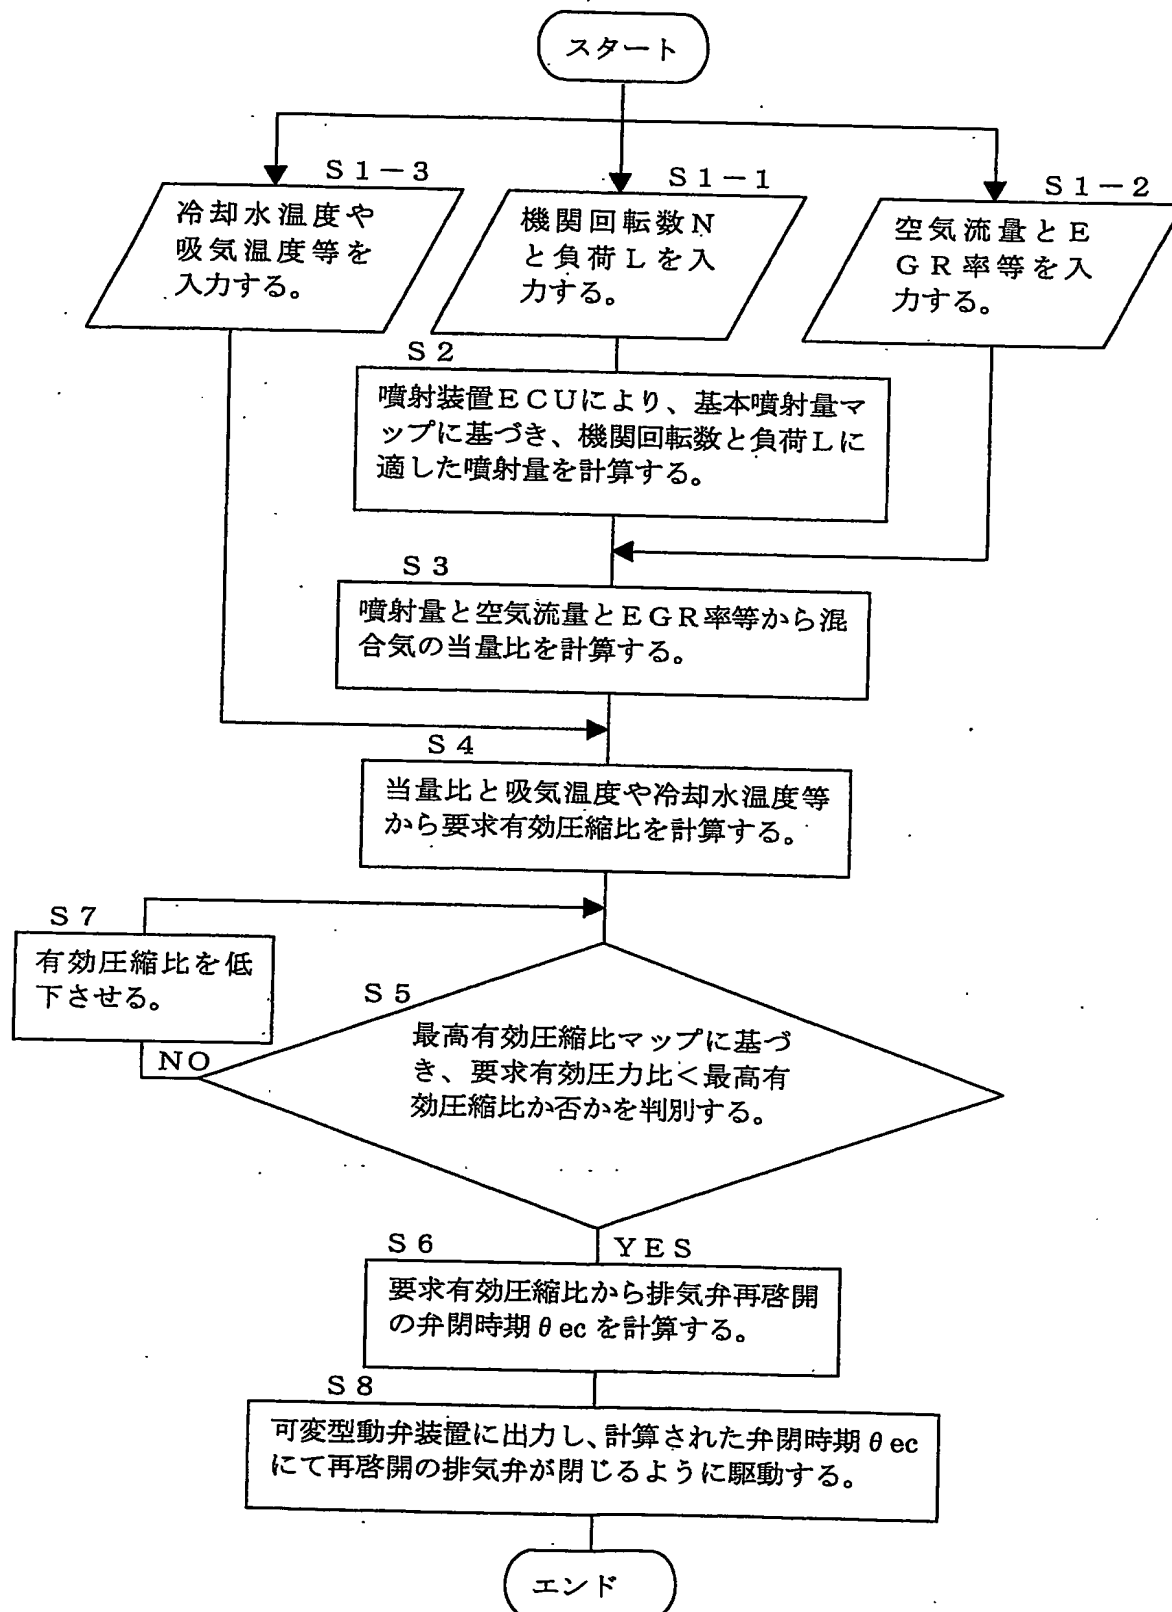 スタート
S1-3
冷却水温度や
吸気温度等を
入力する。
S1-1
機関回転数N
と負荷Lを入
力する。
S1-2
空気流量とE
GR率等を入
力する。
S2
噴射装置ECUにより、基本噴射量マ
ップに基づき、機関回転数と負荷Lに
適した噴射量を計算する。
S3
噴射量と空気流量とEGR率等から混
合気の当量比を計算する。
S4
当量比と吸気温度や冷却水温度等
から要求有効圧縮比を計算する。
S7
有効圧縮比を低
下させる。
NO
S5
最高有効圧縮比マップに基づ
き、要求有効圧力比<最高有
効圧縮比か否かを判別する。
YES
S6
要求有効圧縮比から排気弁再啓開
の弁閉時期θecを計算する。
S8
可変型動弁装置に出力し、計算された弁閉時期θec
にて再啓開の排気弁が閉じるように駆動する。
エンド